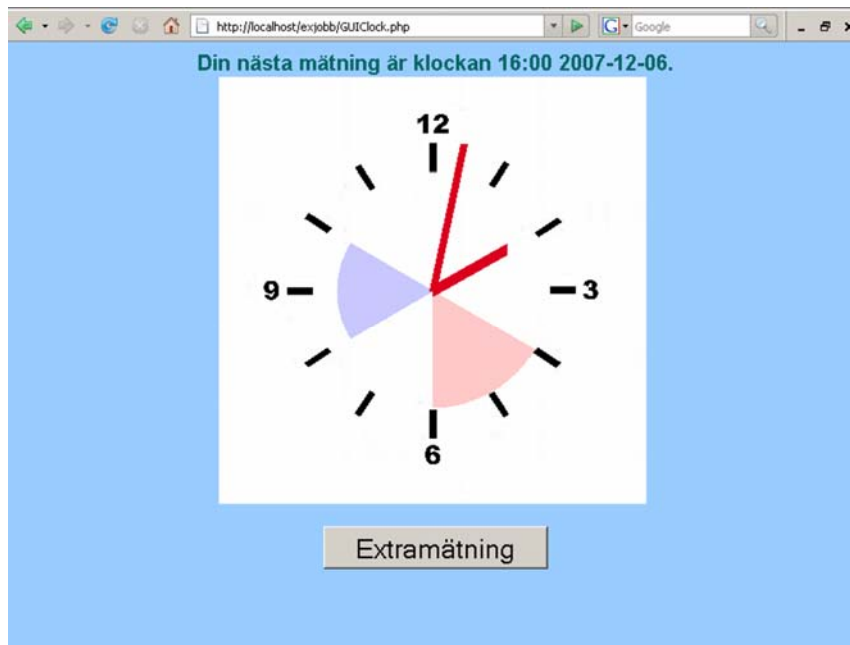 http://localhost/exjobb/GUIClock.php
Google
Din nästa mätning är klockan 16:00 2007-12-06.
12
9
3
6
Extramätning